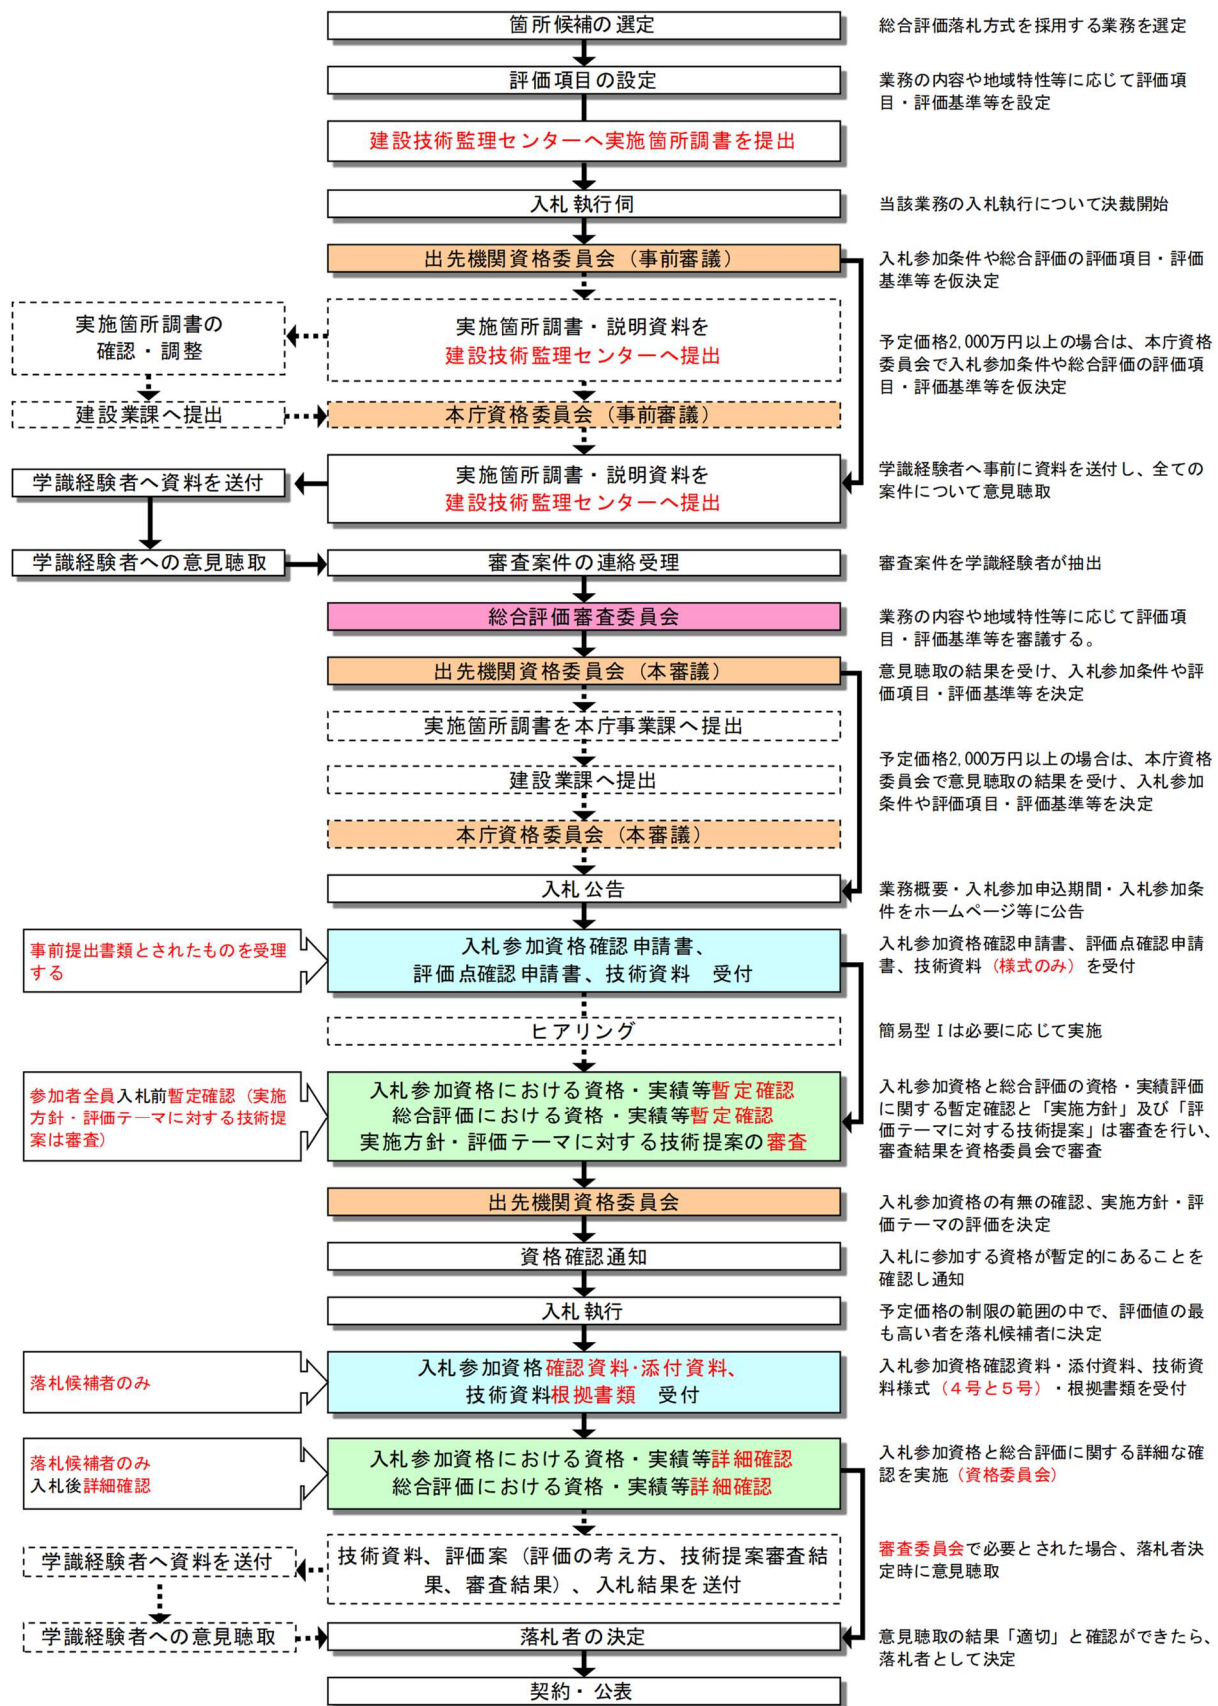 箇所候補の選定
総合評価落札方式を採用する業務を選定
評価項目の設定
業務の内容や地域特性等に応じて評価項
目・評価基準等を設定
建設技術監理センターへ実施箇所調書を提出
入札執行伺
当該業務の入札執行について決裁開始
出先機関資格委員会（事前審議）
入札参加条件や総合評価の評価項目・評価
基準等を仮決定
実施箇所調書の
確認・調整
実施箇所調書・説明資料を
建設技術監理センターへ提出
予定価格2,000万円以上の場合は、本庁資格
委員会で入札参加条件や総合評価の評価項
目・評価基準等を仮決定
建設業課へ提出
本庁資格委員会（事前審議）
学識経験者へ資料を送付
実施箇所調書・説明資料を
建設技術監理センターへ提出
学識経験者へ事前に資料を送付し、全ての
案件について意見聴取
学識経験者への意見聴取
審査案件の連絡受理
審査案件を学識経験者が抽出
総合評価審査委員会
業務の内容や地域特性等に応じて評価項
目・評価基準等を審議する。
出先機関資格委員会（本審議）
意見聴取の結果を受け、入札参加条件や評
価項目・評価基準等を決定
実施箇所調書を本庁事業課へ提出
建設業課へ提出
予定価格2,000万円以上の場合は、本庁資格
委員会で意見聴取の結果を受け、入札参加
条件や評価項目・評価基準等を決定
本庁資格委員会（本審議）
入札公告
業務概要・入札参加申込期間・入札参加条
件をホームページ等に公告
事前提出書類とされたものを受理
する
入札参加資格確認申請書、
評価点確認申請書、技術資料　受付
入札参加資格確認申請書、評価点確認申請
書、技術資料（様式のみ）を受付
ヒアリング
簡易型Ⅰは必要に応じて実施
参加者全員入札前暫定確認（実施
方針・評価テーマに対する技術提
案は審査）
入札参加資格における資格・実績等暫定確認
総合評価における資格・実績等暫定確認
実施方針・評価テーマに対する技術提案の審査
入札参加資格と総合評価の資格・実績評価
に関する暫定確認と「実施方針」及び「評
価テーマに対する技術提案」は審査を行い、
審査結果を資格委員会で審査
出先機関資格委員会
入札参加資格の有無の確認、実施方針・評
価テーマの評価を決定
資格確認通知
入札に参加する資格が暫定的にあることを
確認し通知
入札執行
予定価格の制限の範囲の中で、評価値の最
も高い者を落札候補者に決定
落札候補者のみ
入札参加資格確認資料･添付資料、
技術資料根拠書類　受付
入札参加資格確認資料・添付資料、技術資
料様式（４号と５号）・根拠書類を受付
落札候補者のみ
入札後詳細確認
入札参加資格における資格・実績等詳細確認
総合評価における資格・実績等詳細確認
入札参加資格と総合評価に関する詳細な確
認を実施（資格委員会）
学識経験者へ資料を送付
技術資料、評価案（評価の考え方、技術提案審査結
果、審査結果）、入札結果を送付
審査委員会で必要とされた場合、落札者決
定時に意見聴取
学識経験者への意見聴取
落札者の決定
意見聴取の結果「適切」と確認ができたら、
落札者として決定
契約・公表